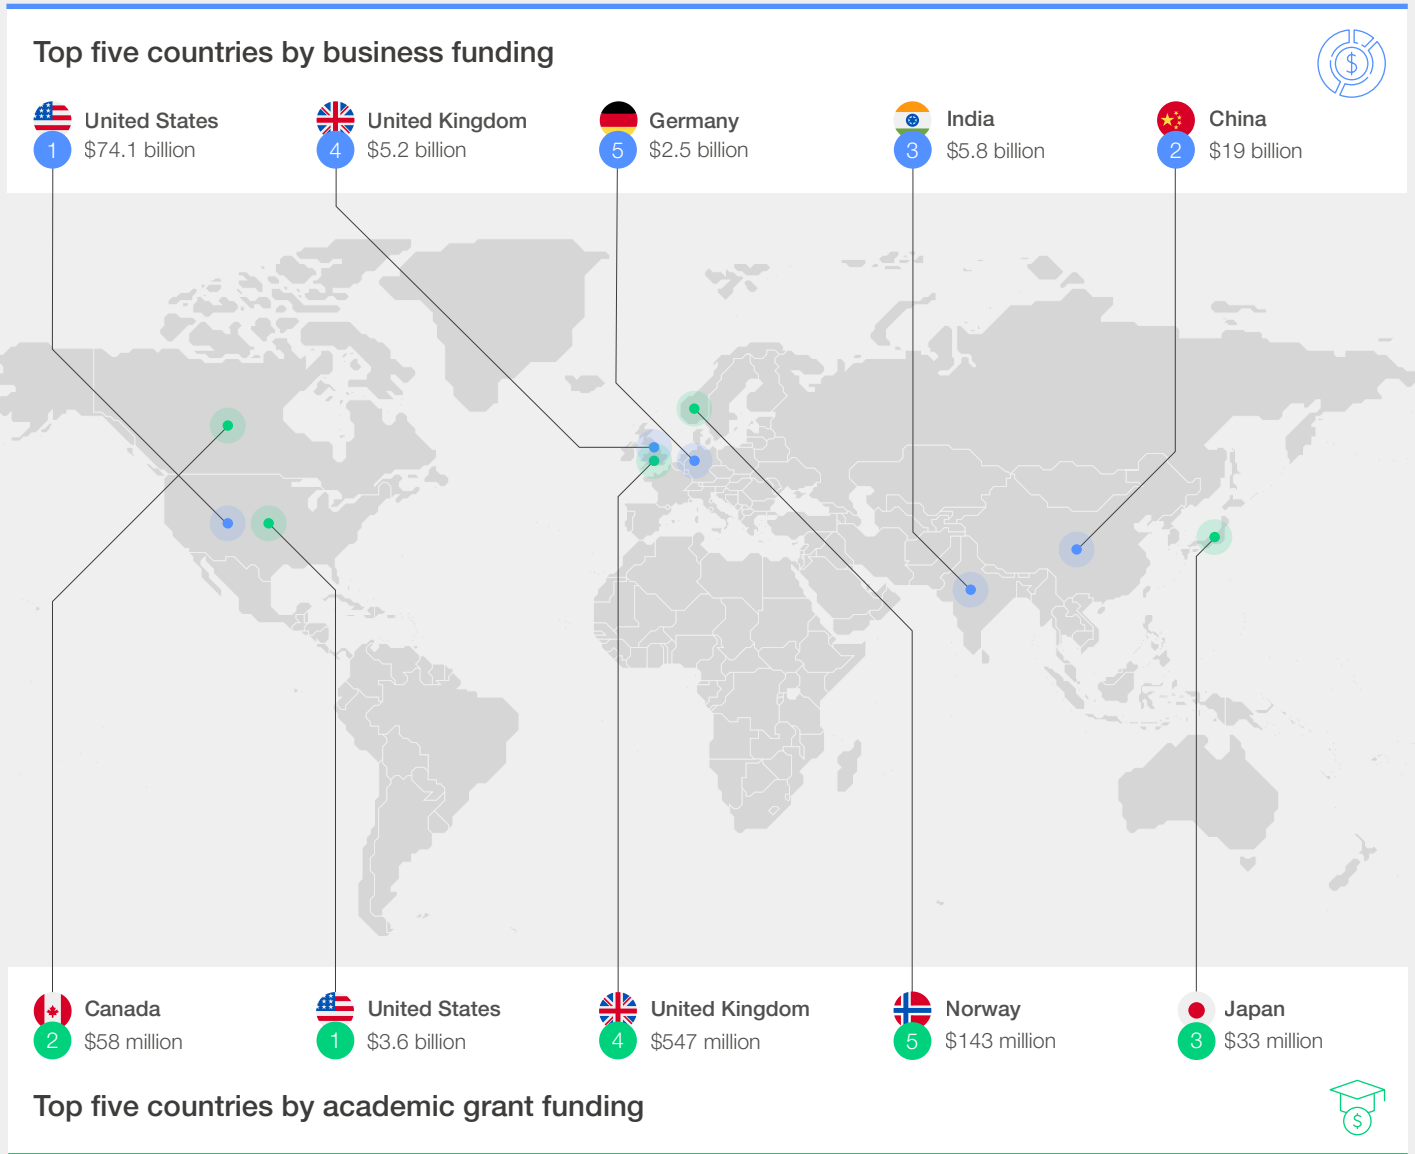 Top five countries by business funding
$
United States
1
$74.1 billion
United Kingdom
4
$5.2 billion
Germany
5
$2.5 billion
India
3
$5.8 billion
China
2
$19 billion
Canada
2
$58 million
United States
1
$3.6 billion
United Kingdom
4
$547 million
Norway
5
$143 million
Japan
3
$33 million
Top five countries by academic grant funding
$